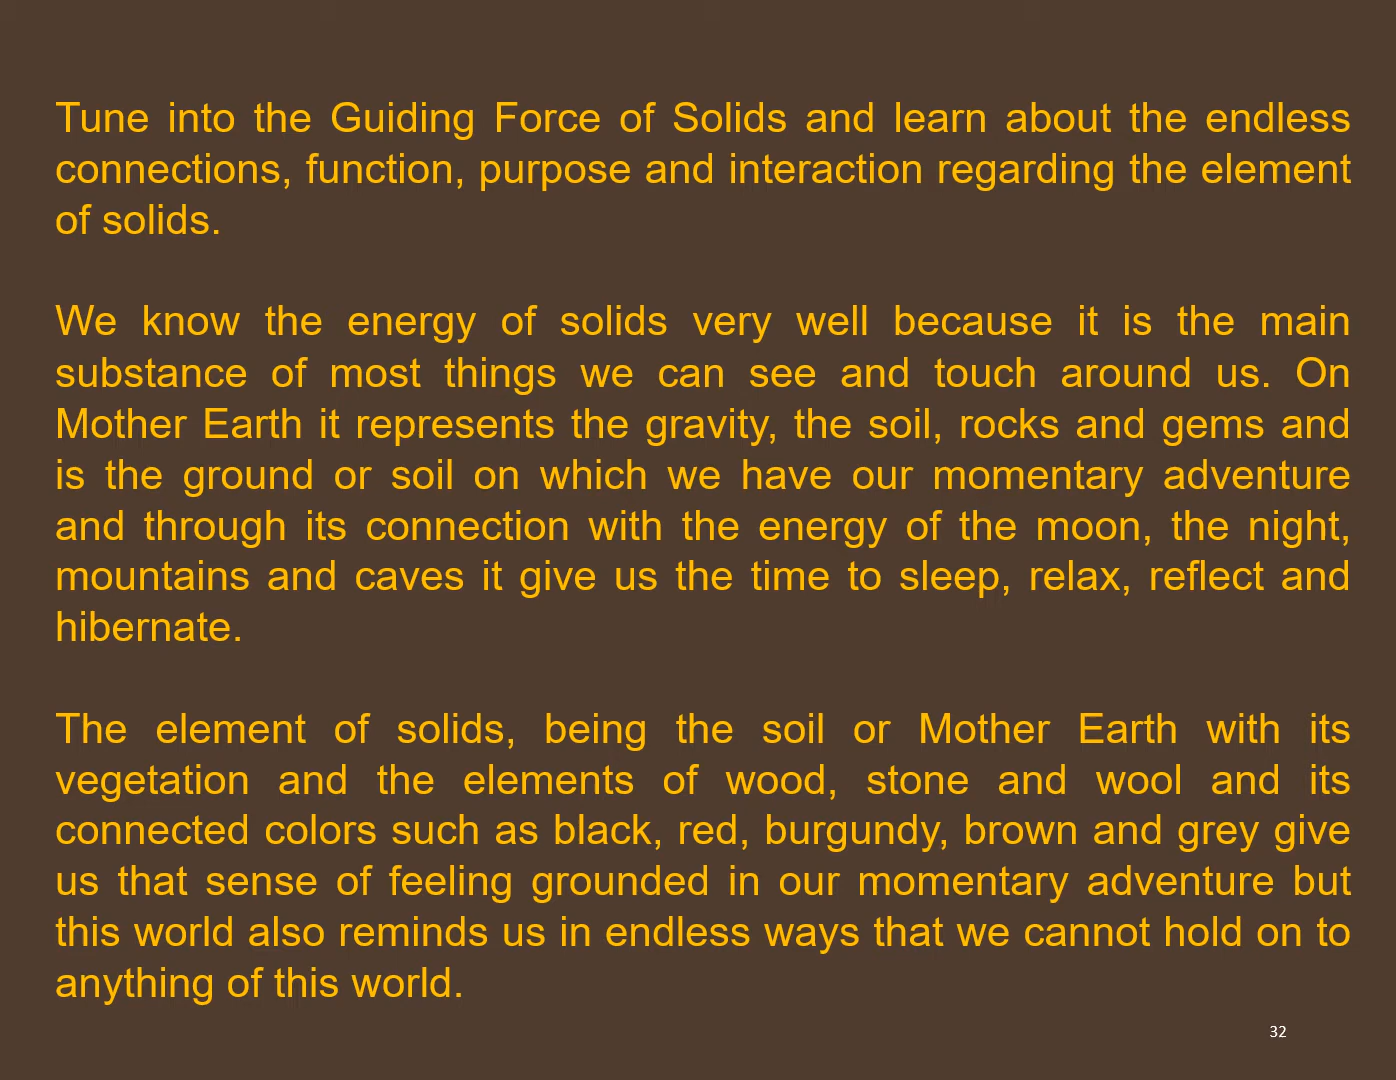 Tune into the Guiding Force of Solids and learn about the endless
connections, function, purpose and interaction regarding the element
of solids.
We know the energy of solids very well because it is the main
substance of most things we can see and touch around us. On
Mother Earth it represents the gravity, the soil, rocks and gems and
is the ground or soil on which we have our momentary adventure
and through its connection with the energy of the moon, the night,
mountains and caves it give us the time to sleep, relax, reflect and
hibernate.
The element of solids, being the soil or Mother Earth with its
vegetation and the elements of wood, stone and wool and its
connected colors such as black, red, burgundy, brown and grey give
us that sense of feeling grounded in our momentary adventure but
this world also reminds us in endless ways that we cannot hold on to
anything of this world.
32